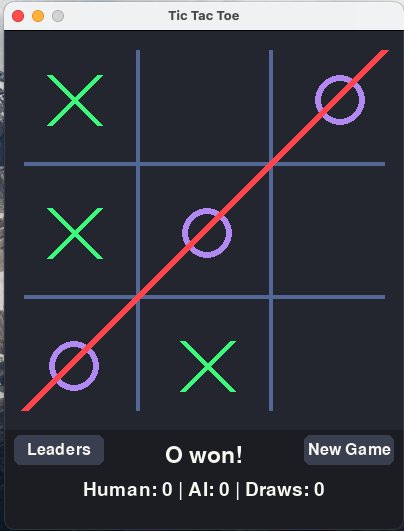 Tic Tac Toe
Leaders
O won!
New Game
Human: 0 | AI: 0 | Draws: 0